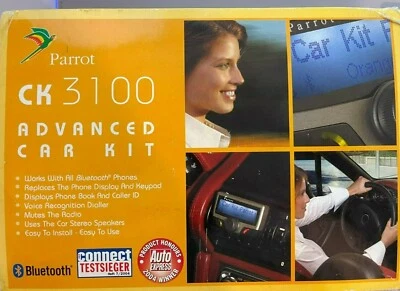 Parrot
CK 3100
ADVANCED
CAR KIT
• Works With All Bluetooth® Phones
• Replaces The Phone Display And Keypad
• Displays Phone Book And Caller ID
• Voice Recognition Dialler
• Mutes The Radio
• Uses The Car Stereo Speakers
• Easy To Install - Easy To Use
Bluetooth®
connect
TESTSIEGER
PRODUCT HONOURS
Auto
EXPRESS
2004 WINNER
Parrot
Car Kit
Orange